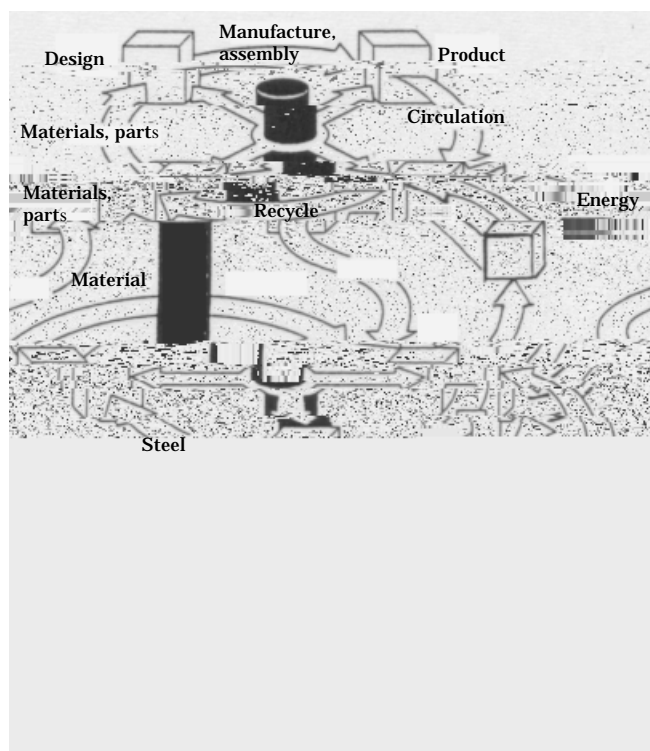 Manufacture,
assembly
Design
Product
Circulation
Materials, parts
Materials,
parts
Recycle
Energy
Material
Steel